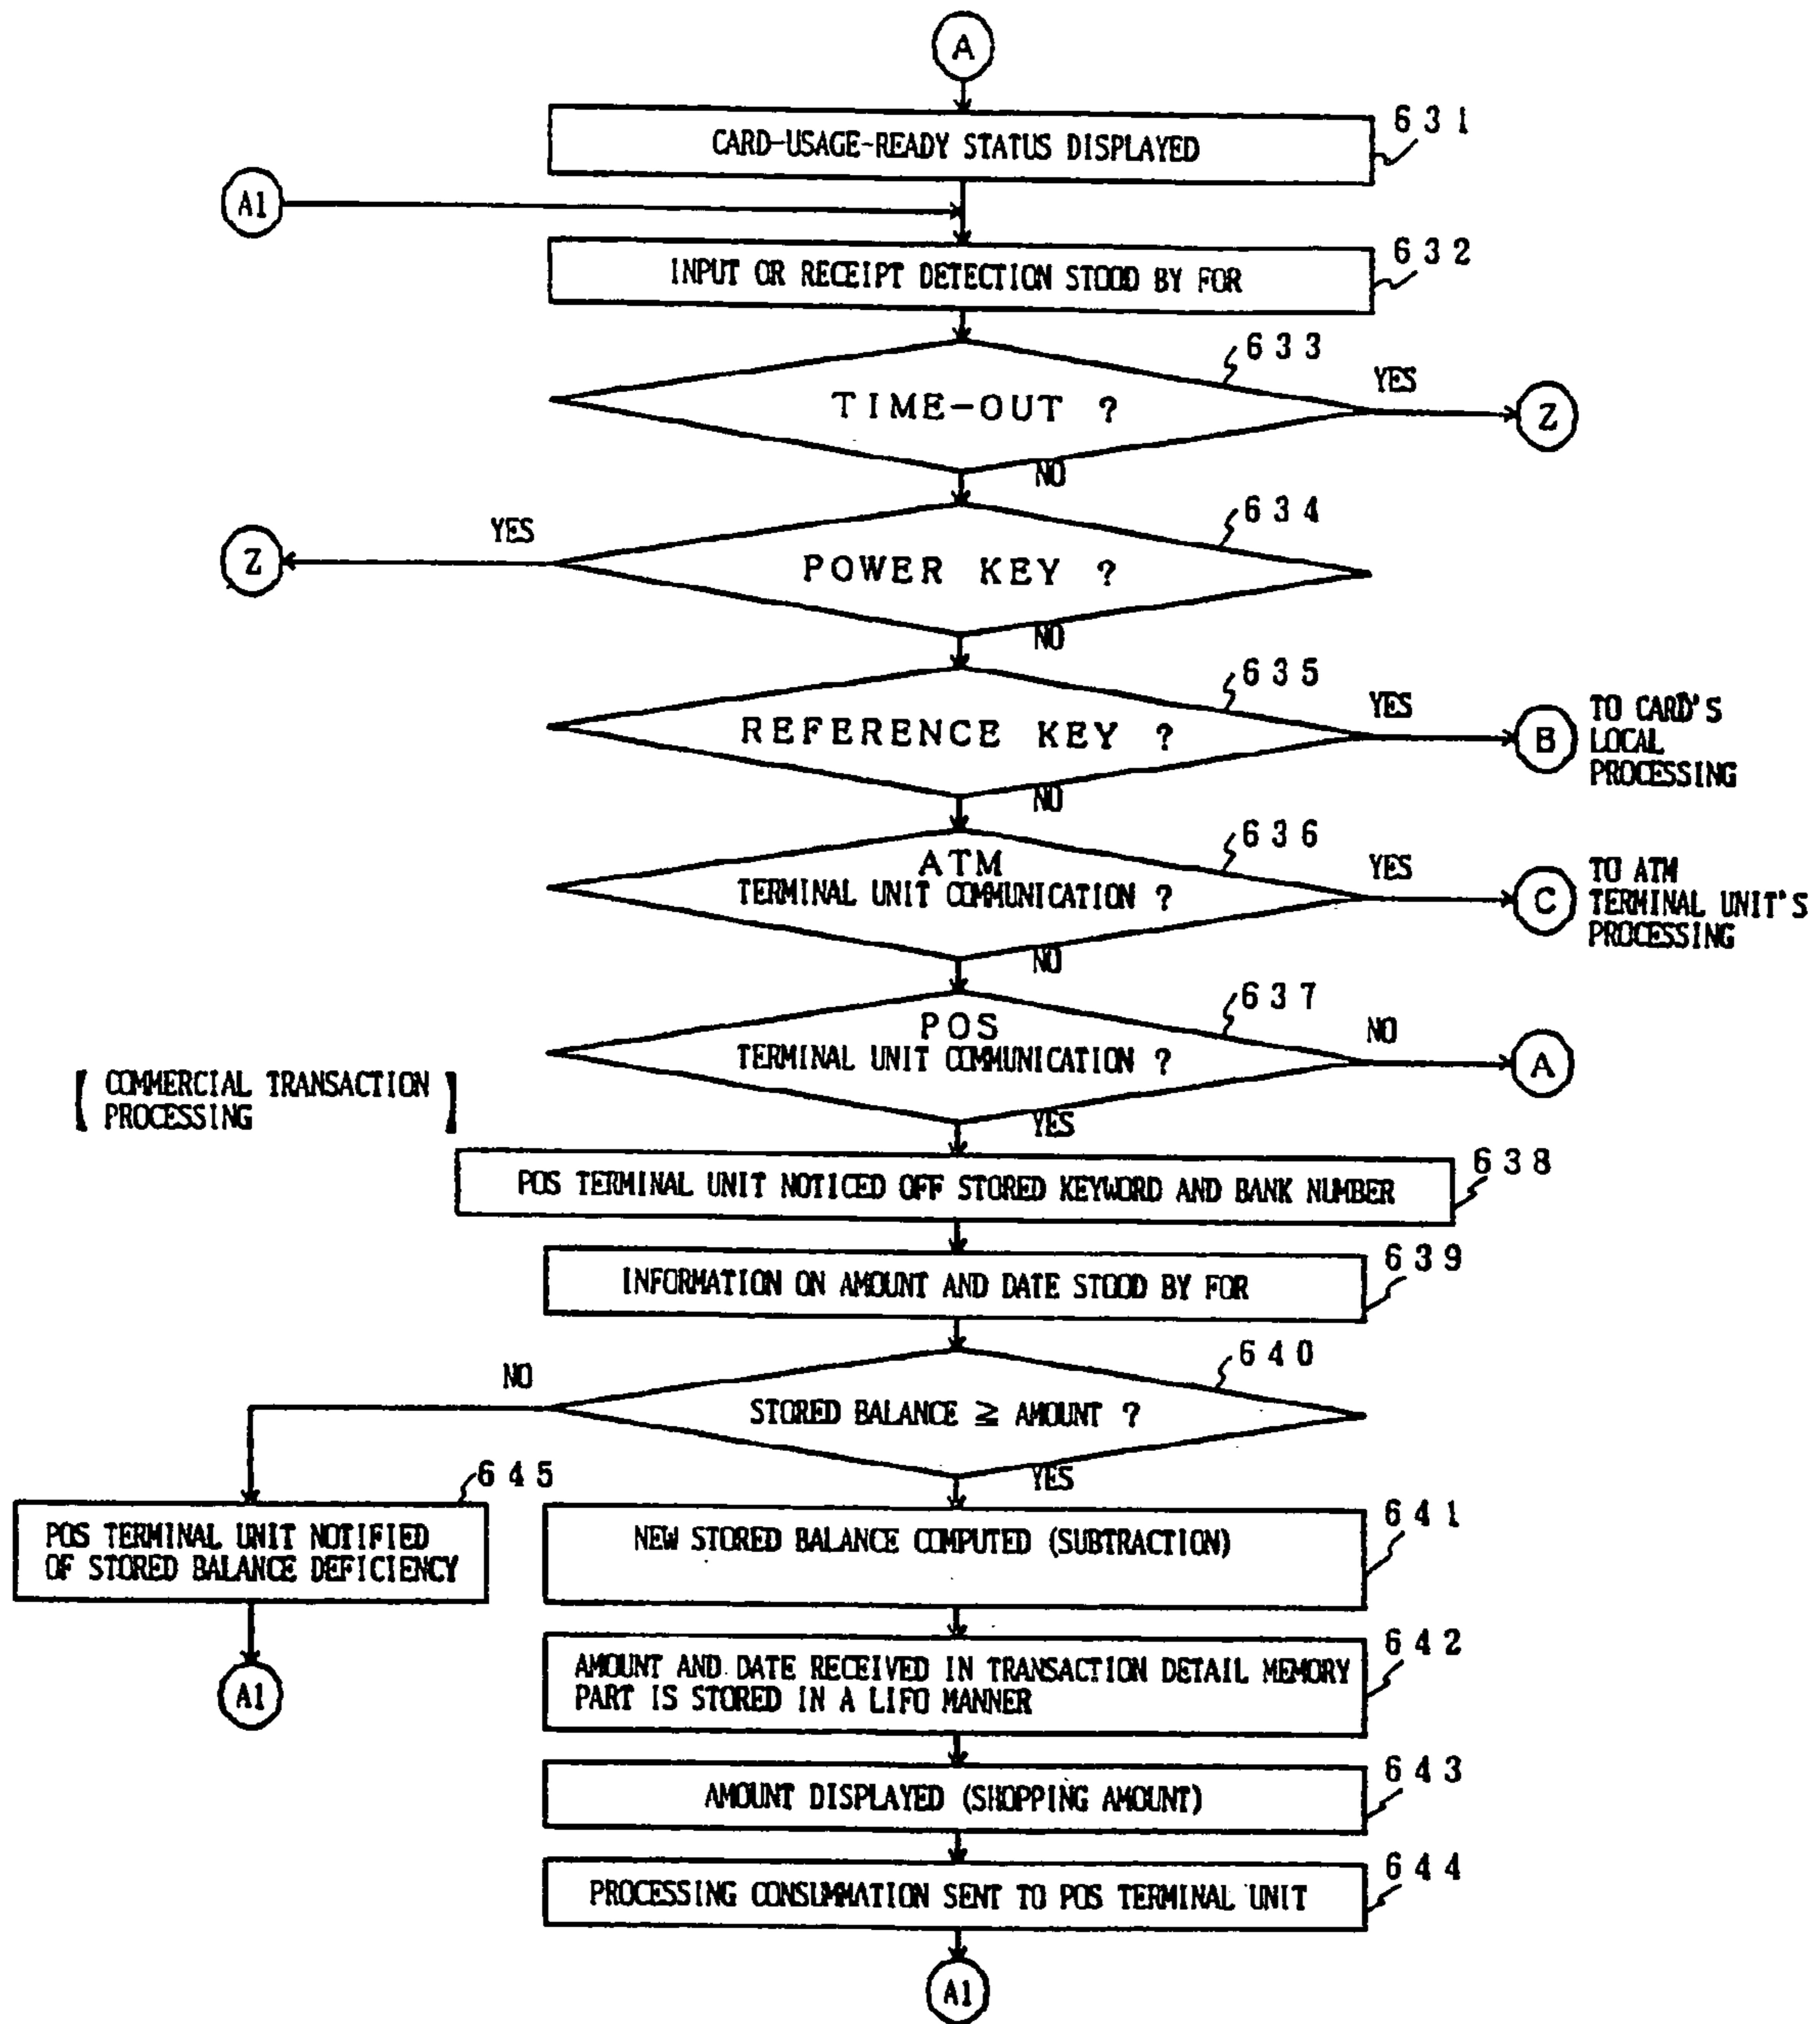 A
631
CARD-USAGE-READY STATUS DISPLAYED
A1
632
INPUT OR RECEIPT DETECTION STOOD BY FOR
633
TIME-OUT ?
YES
Z
NO
634
YES
Z
POWER KEY ?
NO
635
REFERENCE KEY ?
YES
B
TO CARD'S
LOCAL
PROCESSING
NO
636
ATM
TERMINAL UNIT COMMUNICATION ?
YES
C
TO ATM
TERMINAL UNIT'S
PROCESSING
NO
637
POS
TERMINAL UNIT COMMUNICATION ?
NO
A
YES
[ COMMERCIAL TRANSACTION
PROCESSING ]
638
POS TERMINAL UNIT NOTICED OFF STORED KEYWORD AND BANK NUMBER
639
INFORMATION ON AMOUNT AND DATE STOOD BY FOR
640
NO
STORED BALANCE ≧ AMOUNT ?
YES
645
POS TERMINAL UNIT NOTIFIED
OF STORED BALANCE DEFICIENCY
A1
641
NEW STORED BALANCE COMPUTED (SUBTRACTION)
642
AMOUNT AND DATE RECEIVED IN TRANSACTION DETAIL MEMORY
PART IS STORED IN A LIFO MANNER
643
AMOUNT DISPLAYED (SHOPPING AMOUNT)
644
PROCESSING CONSUMMATION SENT TO POS TERMINAL UNIT
A1